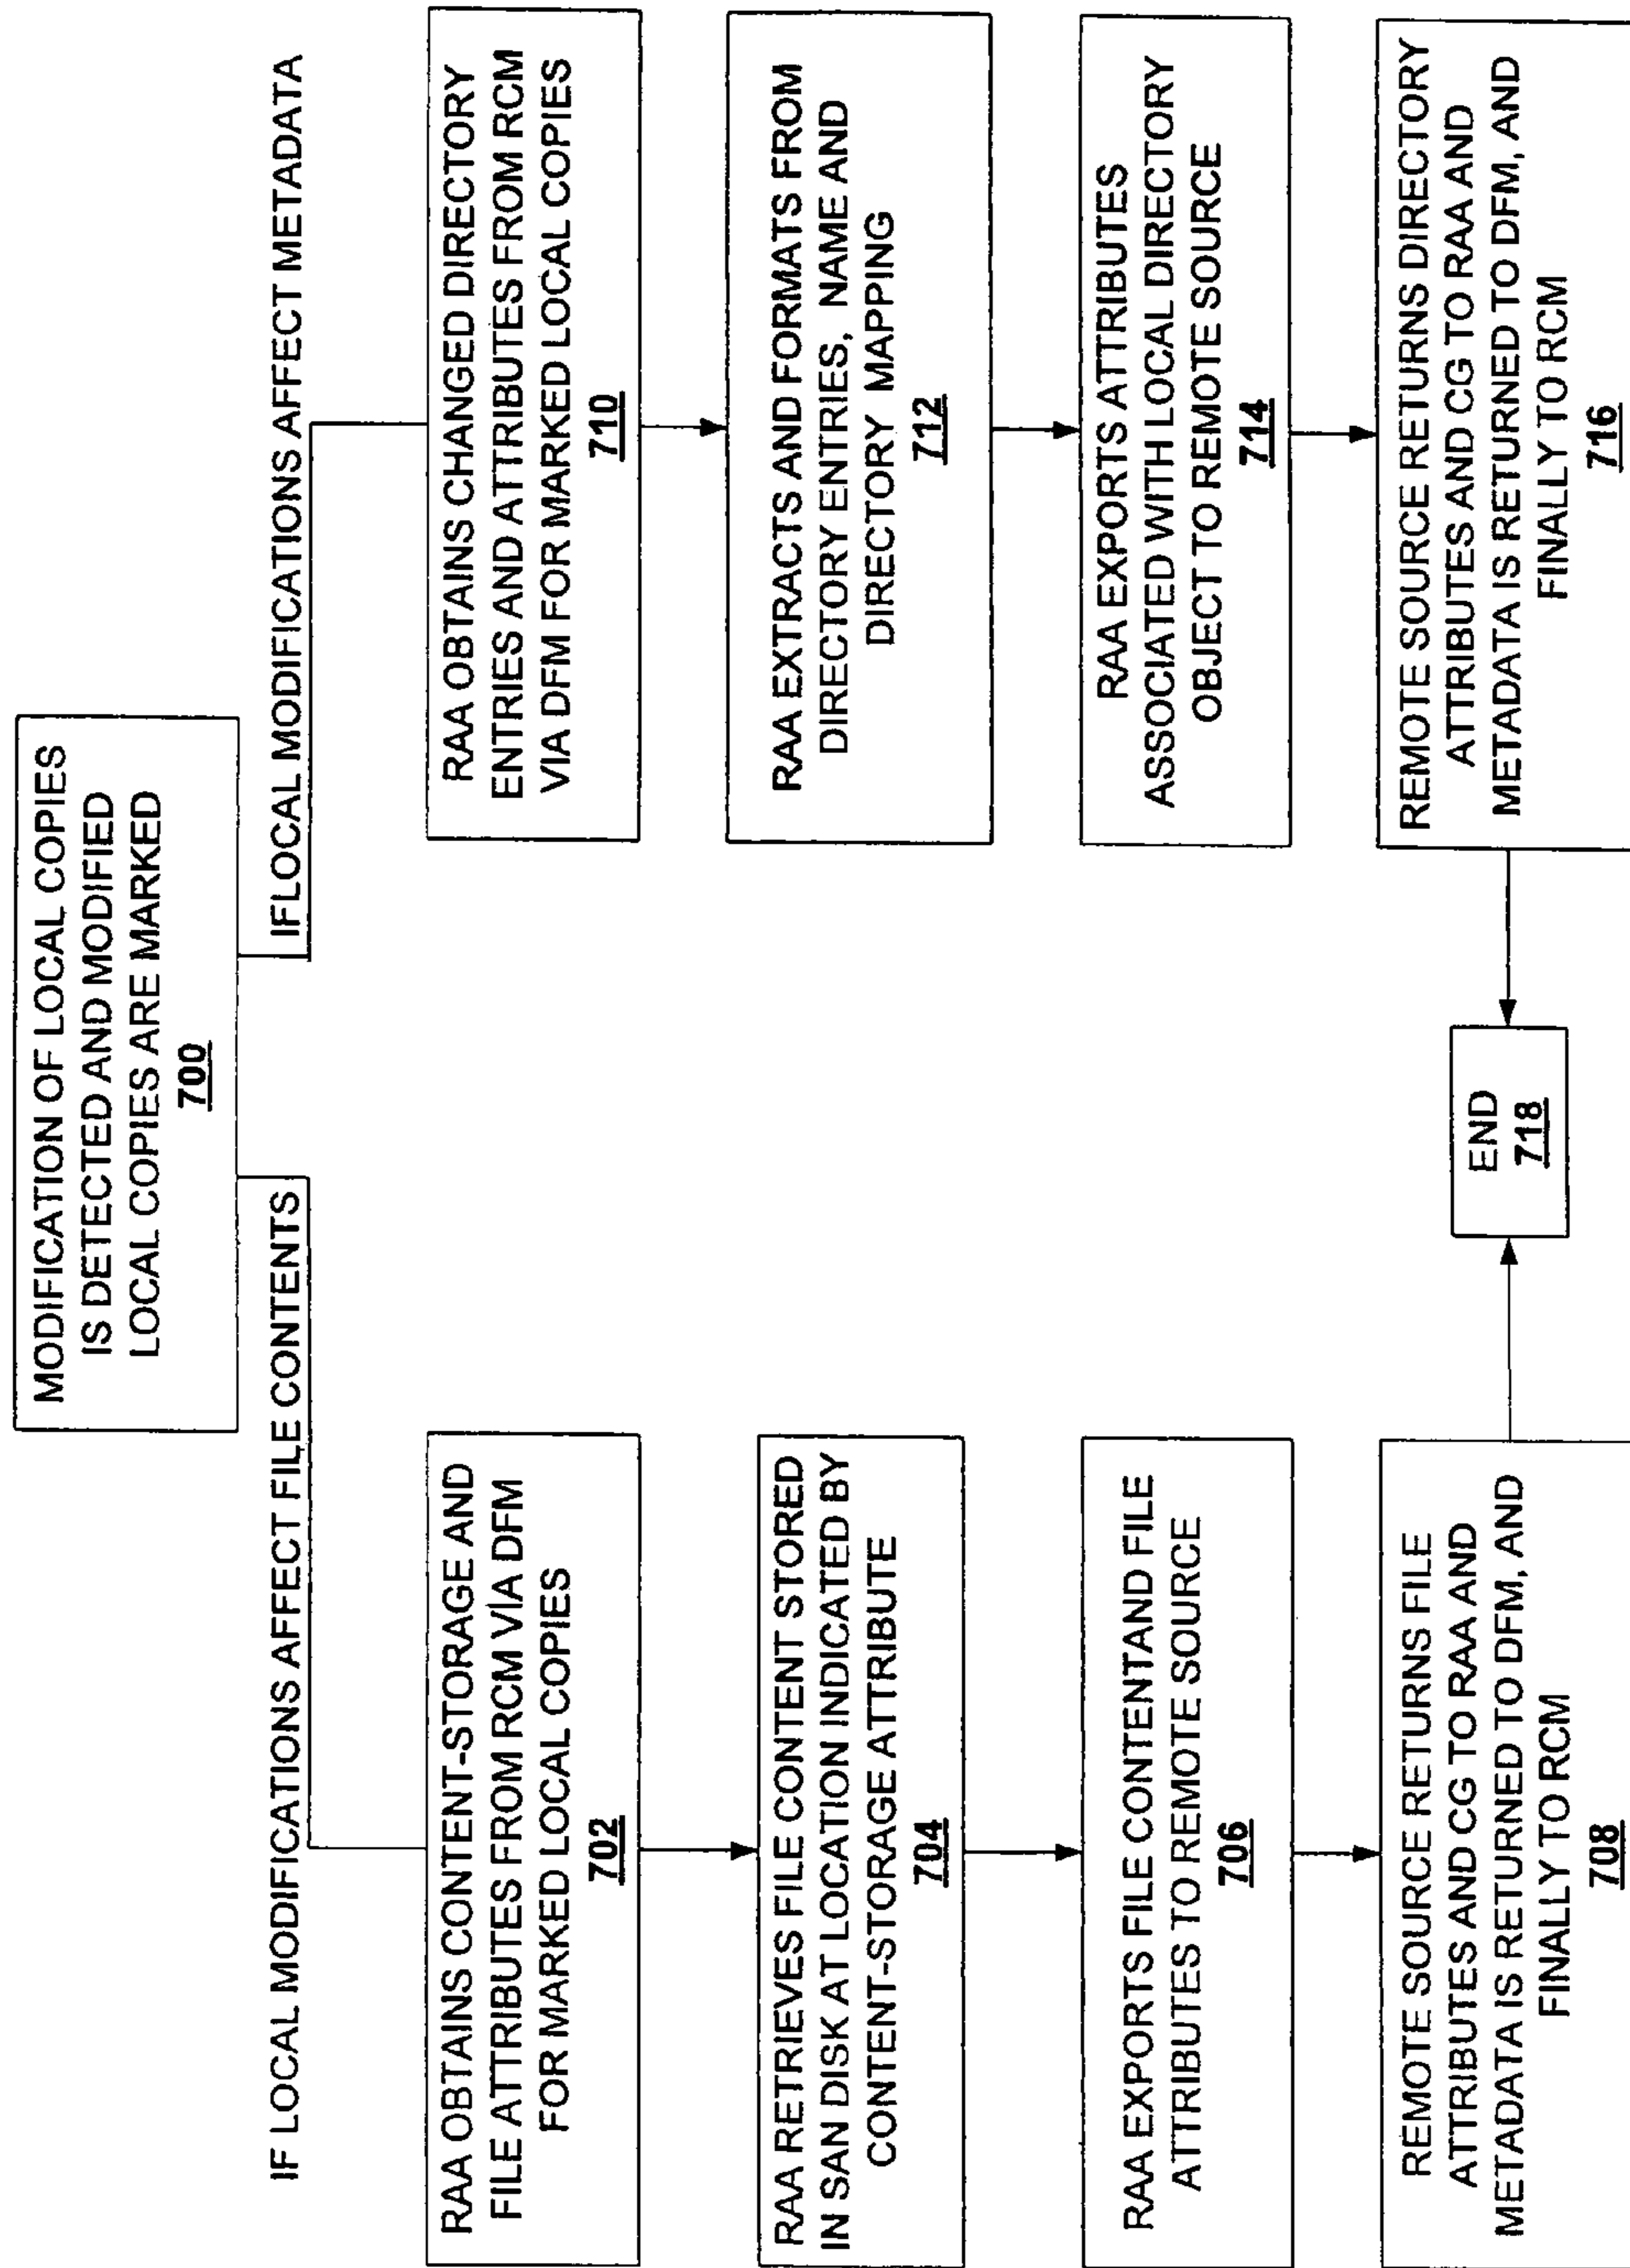 MODIFICATION OF LOCAL COPIES
IS DETECTED AND MODIFIED
LOCAL COPIES ARE MARKED
700
IF LOCAL MODIFICATIONS AFFECT FILE CONTENTS
IFLOCAL MODIFICATIONS AFFECT METADATA
RAA OBTAINS CONTENT-STORAGE AND
FILE ATTRIBUTES FROM RCM VIA DFM
FOR MARKED LOCAL COPIES
702
RAA RETRIEVES FILE CONTENT STORED
IN SAN DISK AT LOCATION INDICATED BY
CONTENT-STORAGE ATTRIBUTE
704
RAA EXPORTS FILE CONTENTAND FILE
ATTRIBUTES TO REMOTE SOURCE
706
REMOTE SOURCE RETURNS FILE
ATTRIBUTES AND CG TO RAA AND
METADATA IS RETURNED TO DFM, AND
FINALLY TO RCM
708
RAA OBTAINS CHANGED DIRECTORY
ENTRIES AND ATTRIBUTES FROM RCM
VIA DFM FOR MARKED LOCAL COPIES
710
RAA EXTRACTS AND FORMATS FROM
DIRECTORY ENTRIES, NAME AND
DIRECTORY MAPPING
712
RAA EXPORTS ATTRIBUTES
ASSOCIATED WITH LOCAL DIRECTORY
OBJECT TO REMOTE SOURCE
714
REMOTE SOURCE RETURNS DIRECTORY
ATTRIBUTES AND CG TO RAA AND
METADATA IS RETURNED TO DFM, AND
FINALLY TO RCM
716
END
718